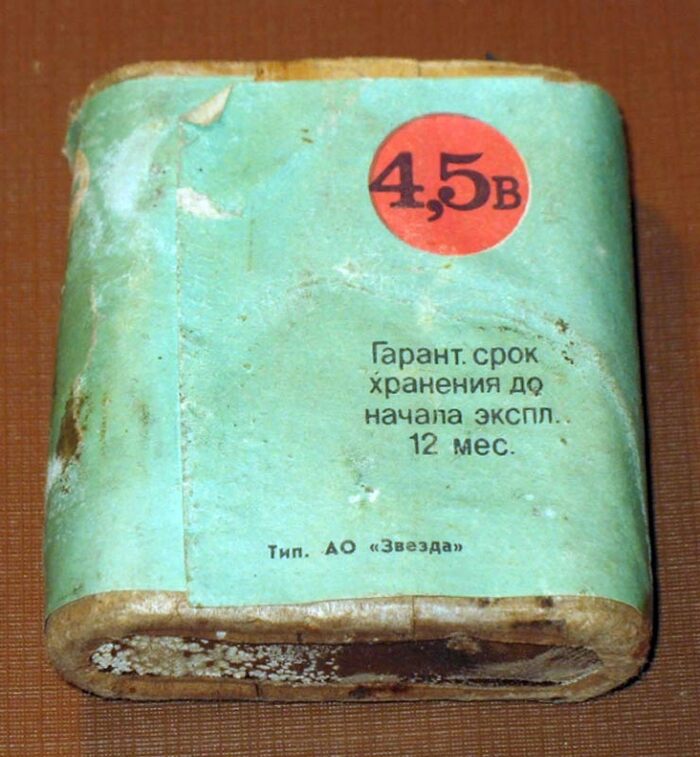 4,5В
Гарант. срок
хранения до
начала экспл.
12 мес.
Тип. АО «Звезда»